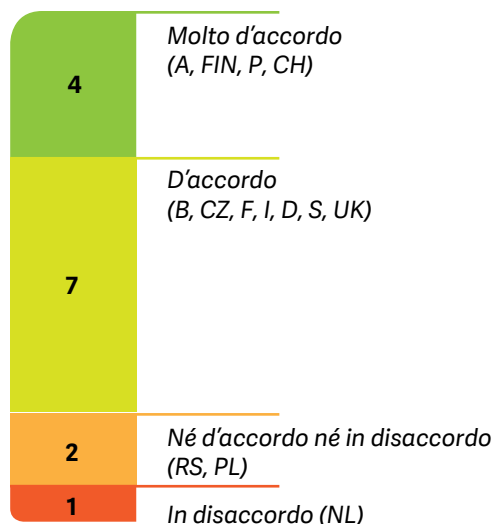 4
Molto d’accordo
(A, FIN, P, CH)
7
D’accordo
(B, CZ, F, I, D, S, UK)
2
Né d’accordo né in disaccordo
(RS, PL)
1
In disaccordo (NL)